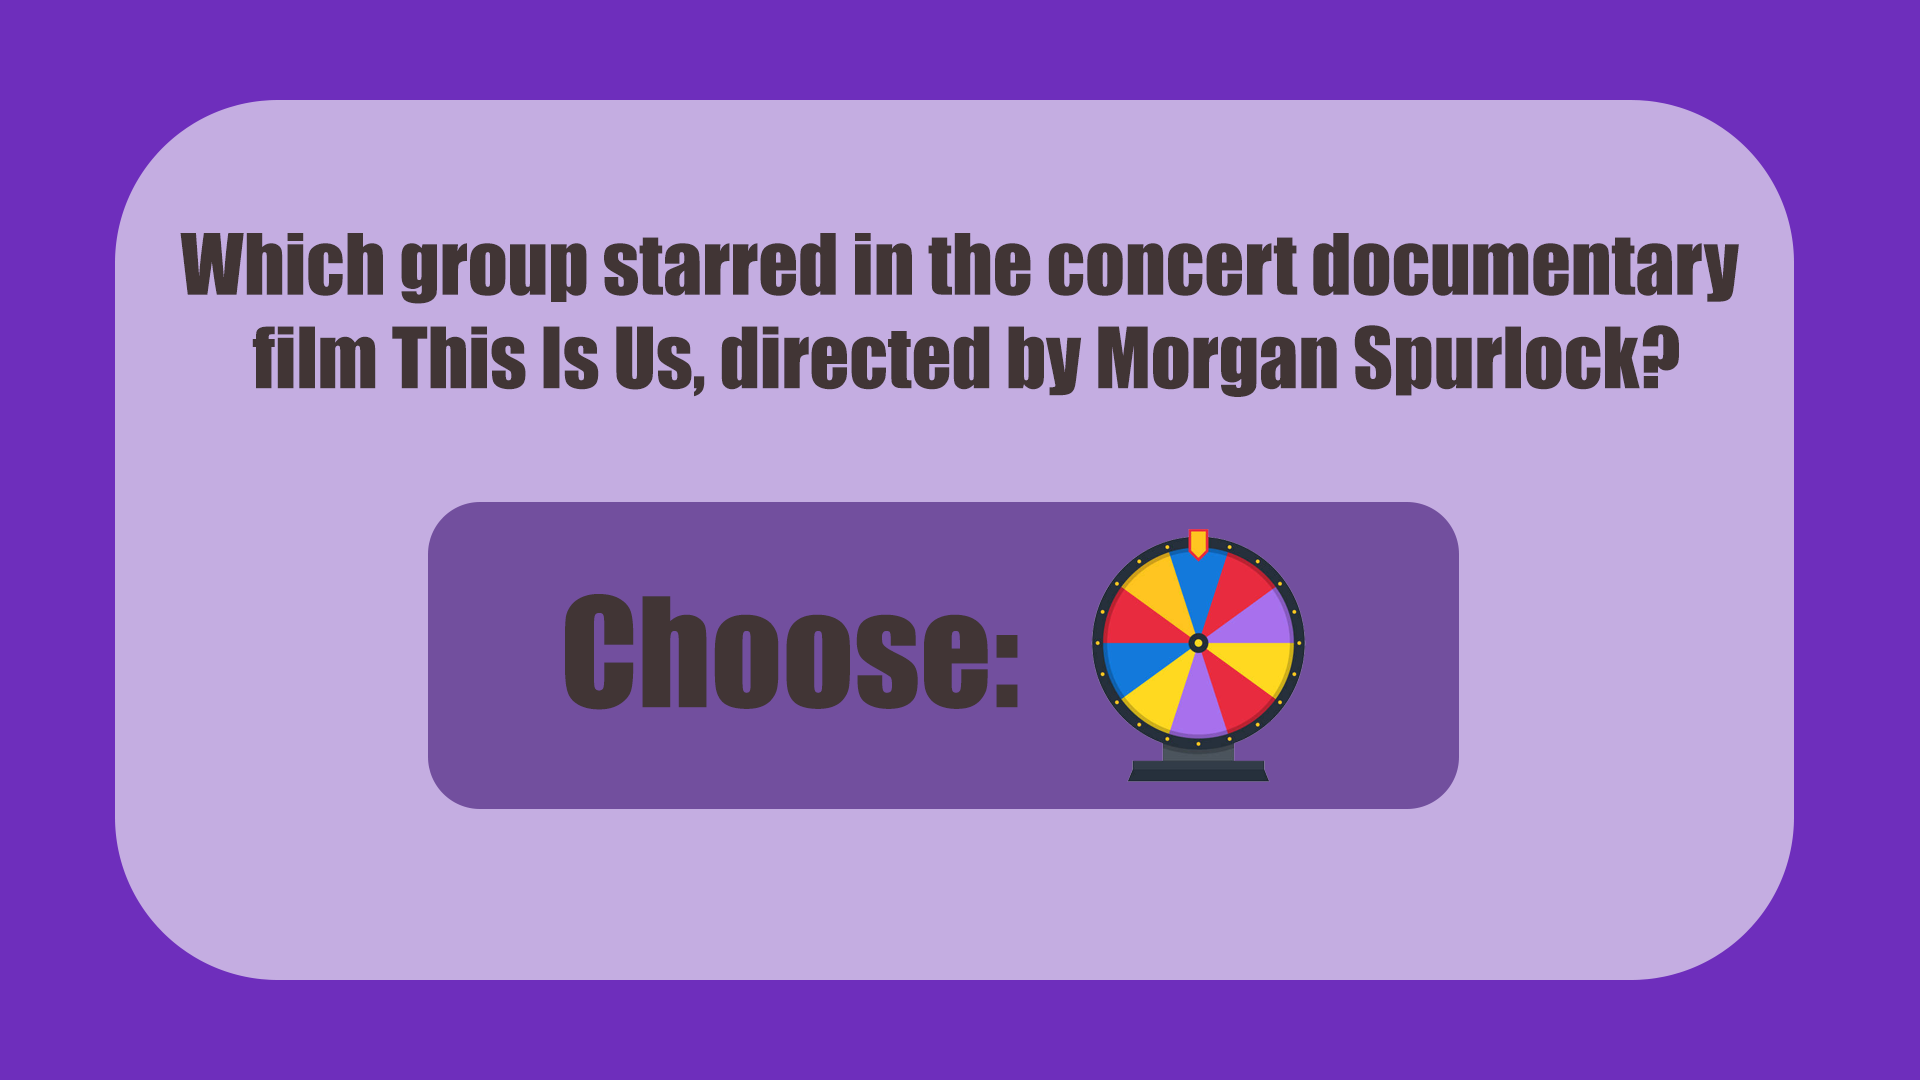 Which group starred in the concert documentary
film This Is Us, directed by Morgan Spurlock?
Choose: